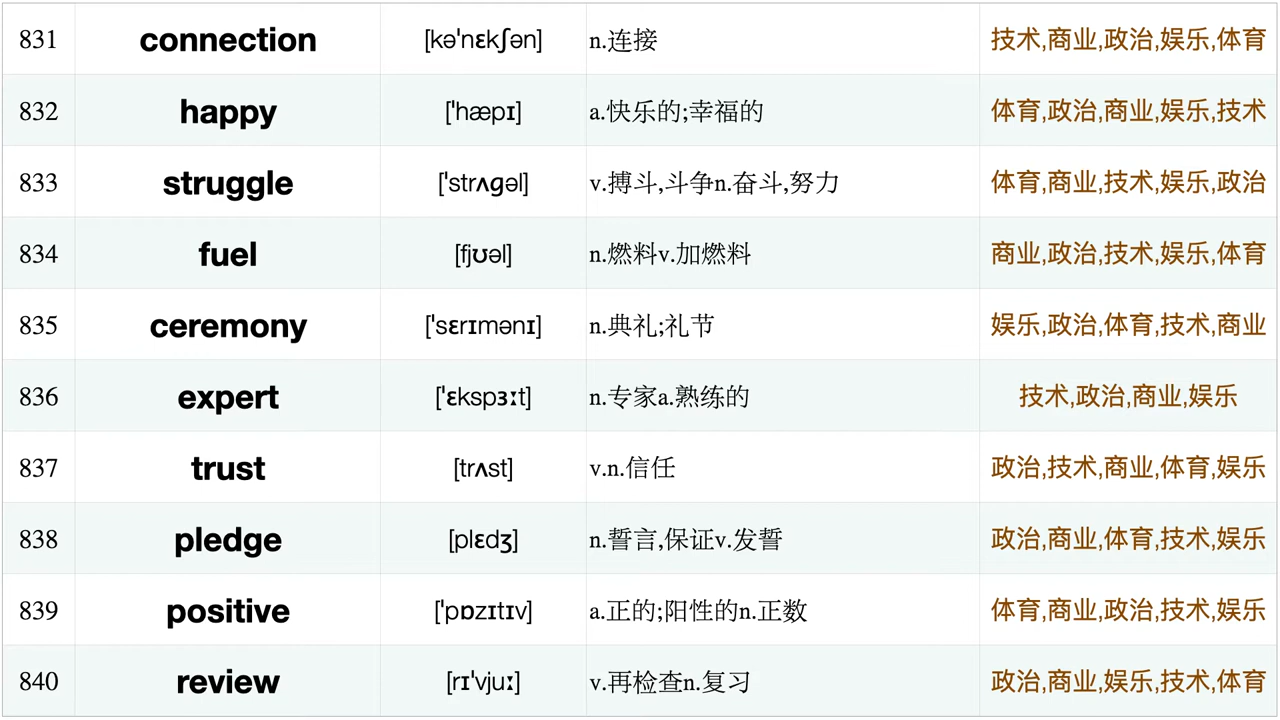 831 connection [kəˈnɛkʃən] n.连接 技术,商业,政治,娱乐,体育
832 happy [ˈhæpɪ] a.快乐的;幸福的 体育,政治,商业,娱乐,技术
833 struggle [ˈstrʌɡəl] v.搏斗,斗争n.奋斗,努力 体育,商业,技术,娱乐,政治
834 fuel [fjʊəl] n.燃料v.加燃料 商业,政治,技术,娱乐,体育
835 ceremony [ˈsɛrɪmənɪ] n.典礼;礼节 娱乐,政治,体育,技术,商业
836 expert [ˈɛkspɜːt] n.专家a.熟练的 技术,政治,商业,娱乐
837 trust [trʌst] v.n.信任 政治,技术,商业,体育,娱乐
838 pledge [plɛdʒ] n.誓言,保证v.发誓 政治,商业,体育,技术,娱乐
839 positive [ˈpɒzɪtɪv] a.正的;阳性的n.正数 体育,商业,政治,技术,娱乐
840 review [rɪˈvjuː] v.再检查n.复习 政治,商业,娱乐,技术,体育